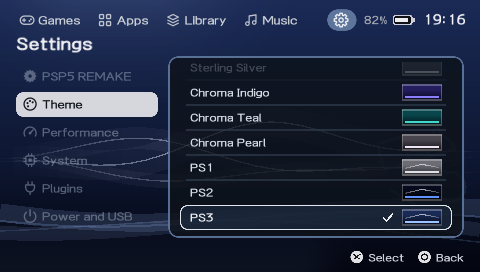 Games Apps Library Music 82% 19:16
Settings
PSP5 REMAKE
Theme
Performance
System
Plugins
Power and USB
Sterling Silver
Chroma Indigo
Chroma Teal
Chroma Pearl
PS1
PS2
PS3
Select Back